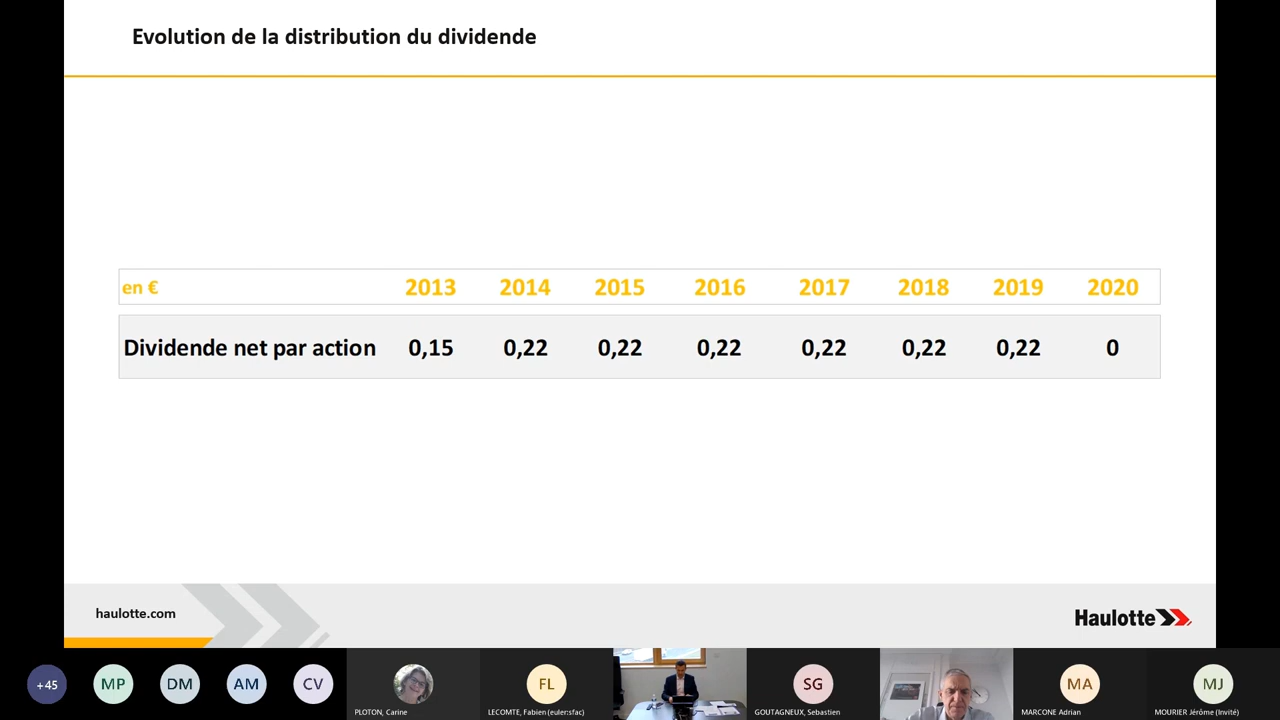 Evolution de la distribution du dividende
en € 2013 2014 2015 2016 2017 2018 2019 2020
Dividende net par action 0,15 0,22 0,22 0,22 0,22 0,22 0,22 0
haulotte.com
Haulotte
+45 MP DM AM CV FL SG MA MJ
PLOTON, Carine LECOMTE, Fabien (euler:sfac) GOUTAGNEUX, Sebastien MARCONE Adrian MOURIER Jérôme (Invité)